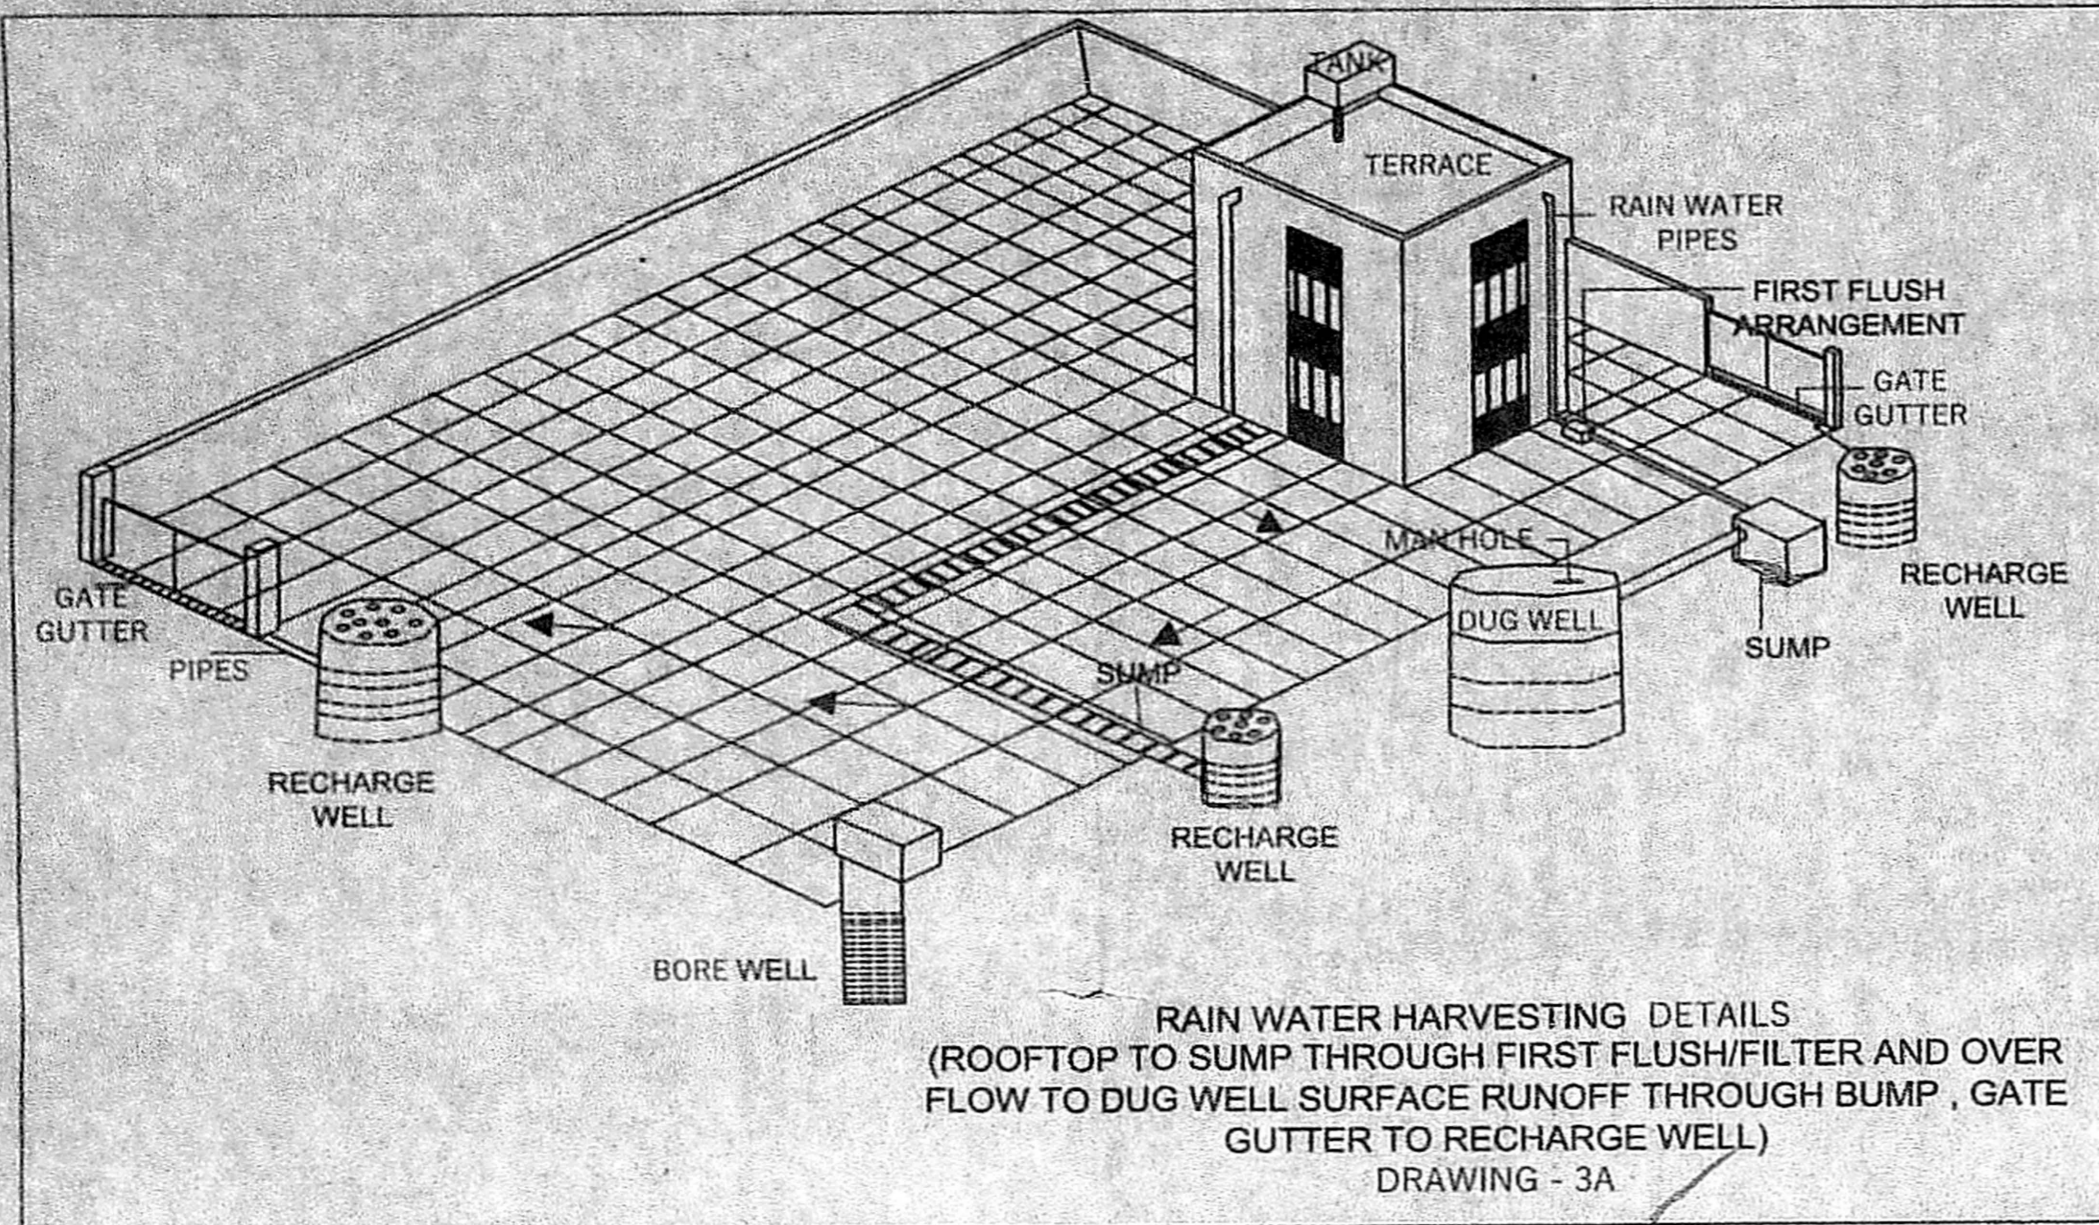 TANK
TERRACE
RAIN WATER
PIPES
FIRST FLUSH
ARRANGEMENT
GATE
GUTTER
MAN HOLE
DUG WELL
RECHARGE
WELL
SUMP
GATE
GUTTER
PIPES
SUMP
RECHARGE
WELL
RECHARGE
WELL
BORE WELL
RAIN WATER HARVESTING DETAILS
(ROOFTOP TO SUMP THROUGH FIRST FLUSH/FILTER AND OVER
FLOW TO DUG WELL SURFACE RUNOFF THROUGH BUMP , GATE
GUTTER TO RECHARGE WELL)
DRAWING - 3A